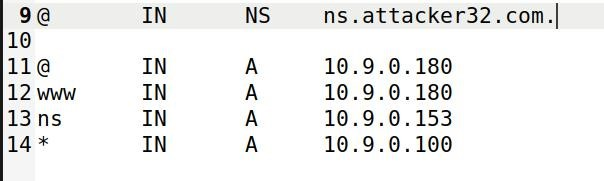 9 @ IN NS ns.attacker32.com.
10
11 @ IN A 10.9.0.180
12 www IN A 10.9.0.180
13 ns IN A 10.9.0.153
14 * IN A 10.9.0.100